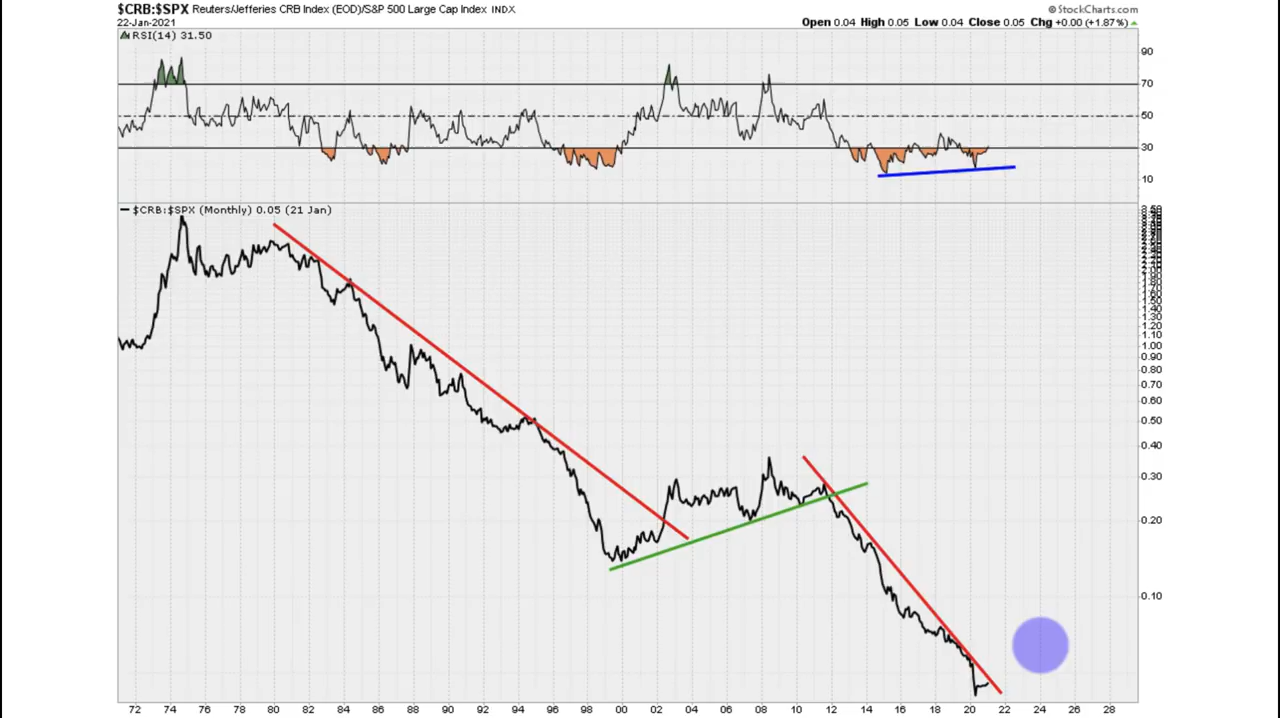 $CRB:$SPX Reuters/Jefferies CRB Index (EOD)/S&P 500 Large Cap Index INDX
© StockCharts.com
22-Jan-2021
Open 0.04 High 0.05 Low 0.04 Close 0.05 Chg +0.00 (+1.87%)
RSI(14) 31.50
90
70
50
30
10
$CRB:$SPX (Monthly) 0.05 (21 Jan)
1.30
1.20
1.10
1.00
0.90
0.80
0.70
0.60
0.50
0.40
0.30
0.20
0.10
72 74 76 78 80 82 84 86 88 90 92 94 96 98 00 02 04 06 08 10 12 14 16 18 20 22 24 26 28